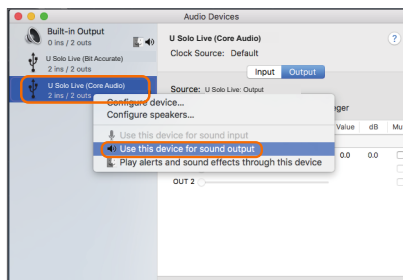 Audio Devices
Built-in Output
0 ins / 2 outs
U Solo Live (Bit Accurate)
2 ins / 2 outs
U Solo Live (Core Audio)
2 ins / 2 outs
U Solo Live (Core Audio)
?
Clock Source: Default
Input Output
Source: U Solo Live: Output
Configure device...
Configure speakers...
Use this device for sound input
Use this device for sound output
Play alerts and sound effects through this device
ger
Value dB Mu
0.0 0.0
OUT 2